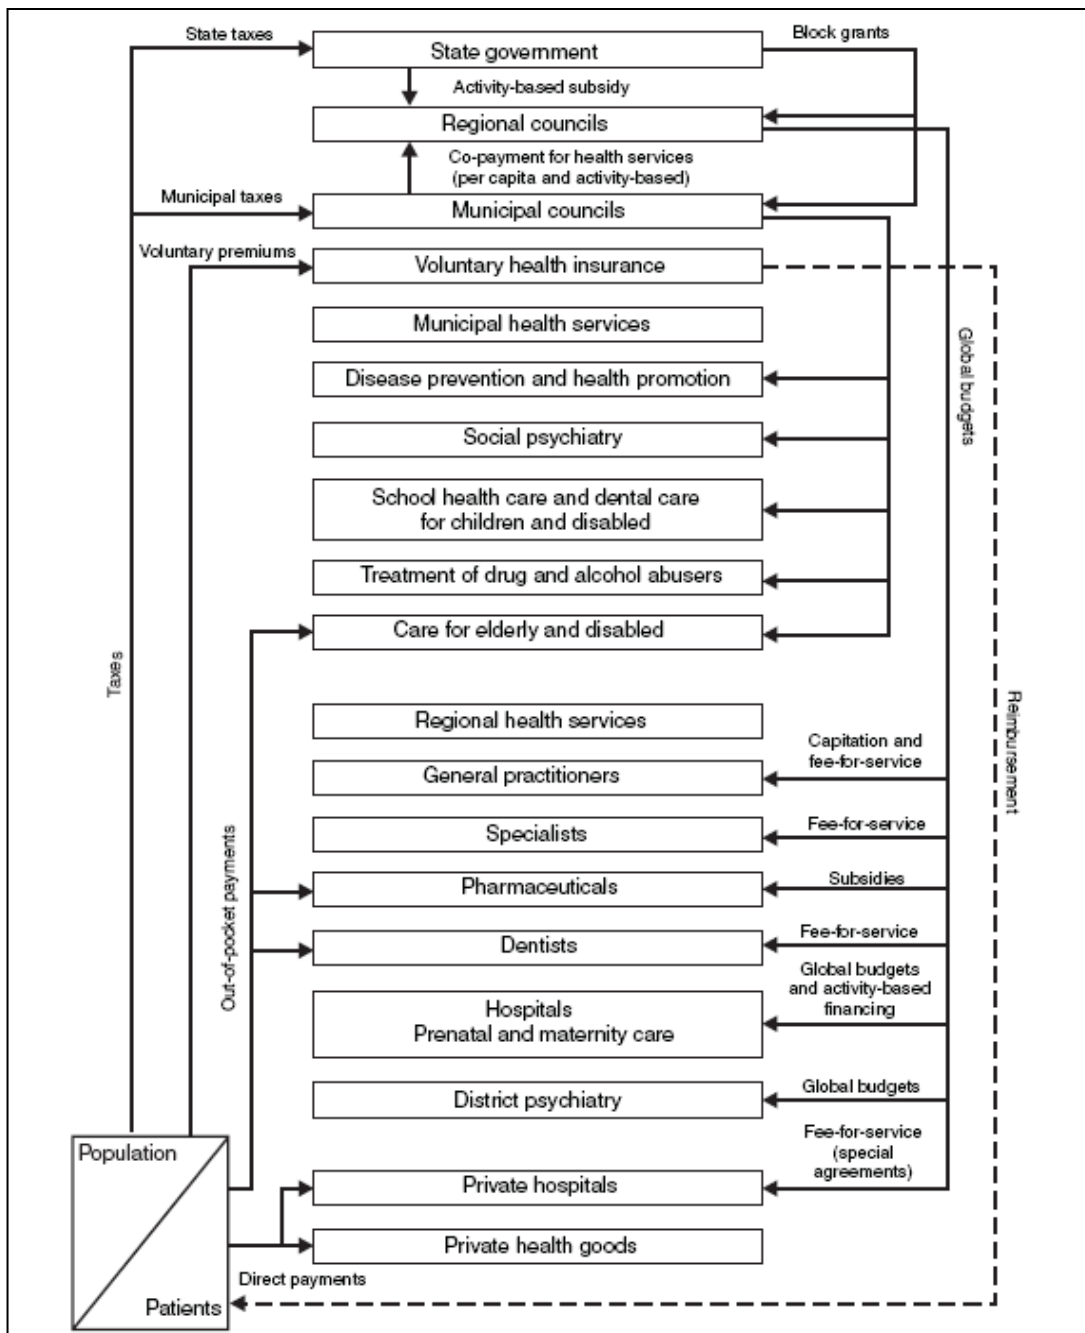 State taxes
State government
Block grants
Activity-based subsidy
Regional councils
Co-payment for health services
(per capita and activity-based)
Municipal taxes
Municipal councils
Voluntary premiums
Voluntary health insurance
Municipal health services
Global budgets
Disease prevention and health promotion
Social psychiatry
School health care and dental care
for children and disabled
Treatment of drug and alcohol abusers
Care for elderly and disabled
Taxes
Reimbursement
Regional health services
Capitation and
fee-for-service
General practitioners
Fee-for-service
Specialists
Out-of-pocket payments
Subsidies
Pharmaceuticals
Fee-for-service
Dentists
Global budgets
and activity-based
financing
Hospitals
Prenatal and maternity care
Global budgets
District psychiatry
Fee-for-service
(special
agreements)
Population
Private hospitals
Private health goods
Direct payments
Patients